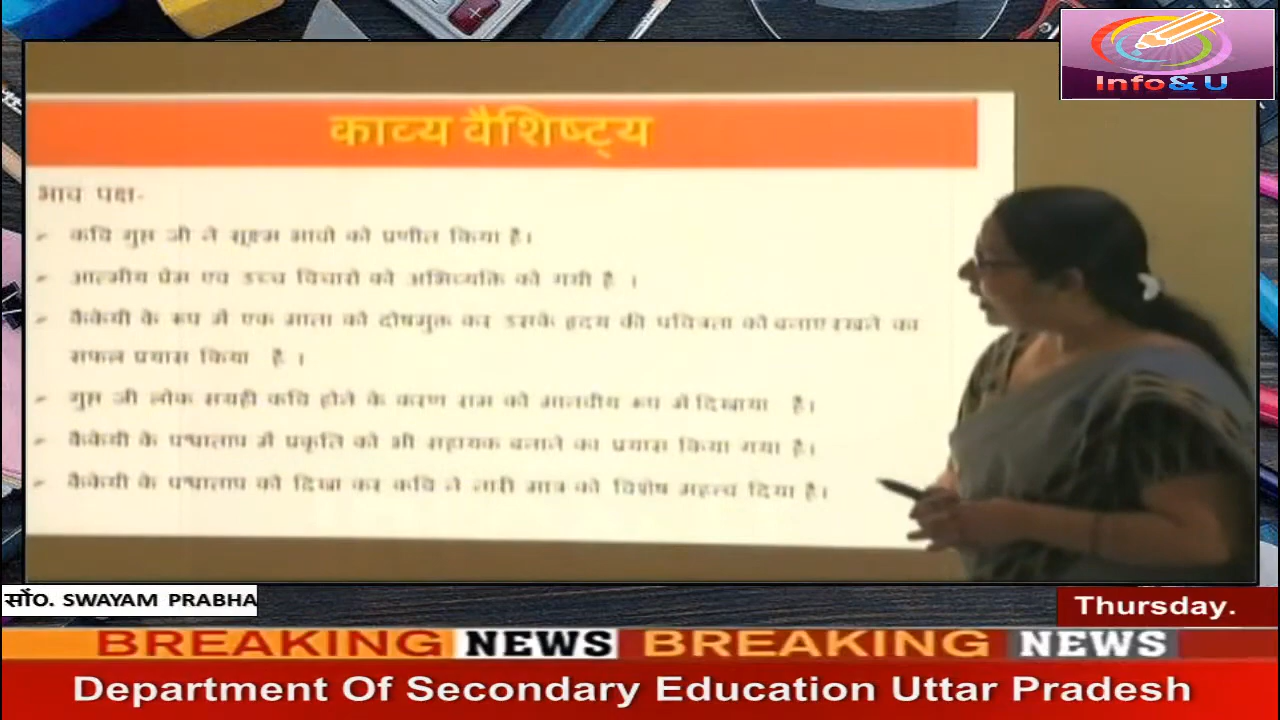 Info & U
काव्य वैशिष्ट्य
भाव पक्ष-
कवि गुप्त जी ने सूक्ष्म भावो को प्रणीत किया है।
आत्मीय प्रेम एव उच्च विचारो को अभिव्यक्ति की गयी है ।
कैकेयी के रूप मे एक माता को दोषमुक्त कर उसके हृदय की पवित्रता को बनाए रखने का
सफल प्रयास किया है ।
गुप्त जी लोक सग्रही कवि होने के करण राम को मानवीय रूप मे दिखाया है।
कैकेयी के पश्चाताप मे प्रकृति को भी सहायक बनाने का प्रयास किया गया है।
कैकेयी के पश्चाताप को दिखा कर कवि ने नारी मात्र को विशेष महत्त्व दिया है।
SWAYAM PRABHA
Thursday.
BREAKING NEWS BREAKING NEWS
Department Of Secondary Education Uttar Pradesh